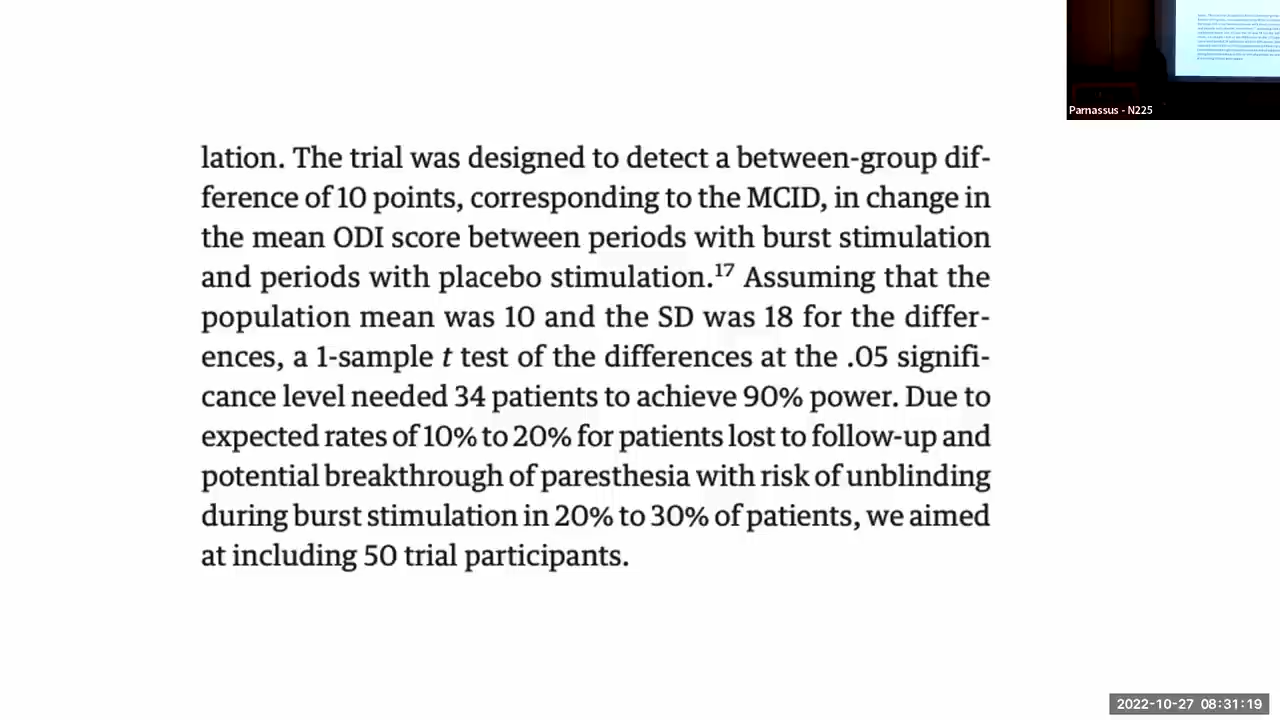 Parnassus - N225
lation. The trial was designed to detect a between-group dif-
ference of 10 points, corresponding to the MCID, in change in
the mean ODI score between periods with burst stimulation
and periods with placebo stimulation.¹⁷ Assuming that the
population mean was 10 and the SD was 18 for the differ-
ences, a 1-sample t test of the differences at the .05 signifi-
cance level needed 34 patients to achieve 90% power. Due to
expected rates of 10% to 20% for patients lost to follow-up and
potential breakthrough of paresthesia with risk of unblinding
during burst stimulation in 20% to 30% of patients, we aimed
at including 50 trial participants.
2022-10-27 08:31:19